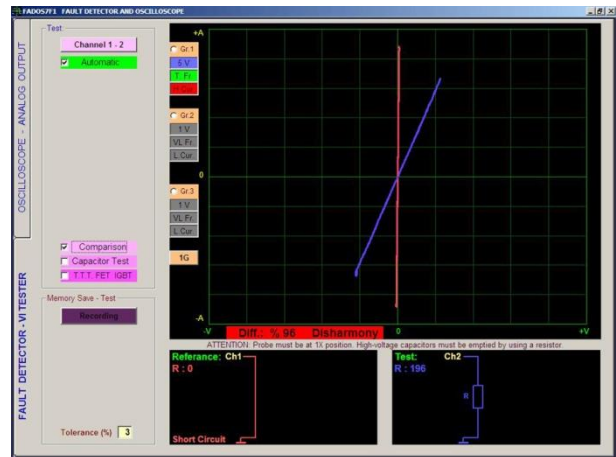 FADOS7F1 FAULT DETECTOR AND OSCILLOSCOPE
OSCILLOSCOPE - ANALOG OUTPUT
FAULT DETECTOR - VI TESTER
Test
Channel 1 - 2
Automatic
Comparison
Capacitor Test
T.T.T. FET IGBT
Memory Save - Test
Recording
Tolerance (%) 3
+A
Gr.1
6 V
T. Fr.
H Cur.
Gr.2
1 V
VL Fr.
L Cur.
0
Gr.3
1 V
VL Fr.
L Cur.
1G
-A
-V
Diff.: % 96 Disharmony
0
+V
ATTENTION: Probe must be at 1X position. High-voltage capacitors must be emptied by using a resistor.
Referance: Ch1
R : 0
Short Circuit
Test: Ch2
R : 196
R